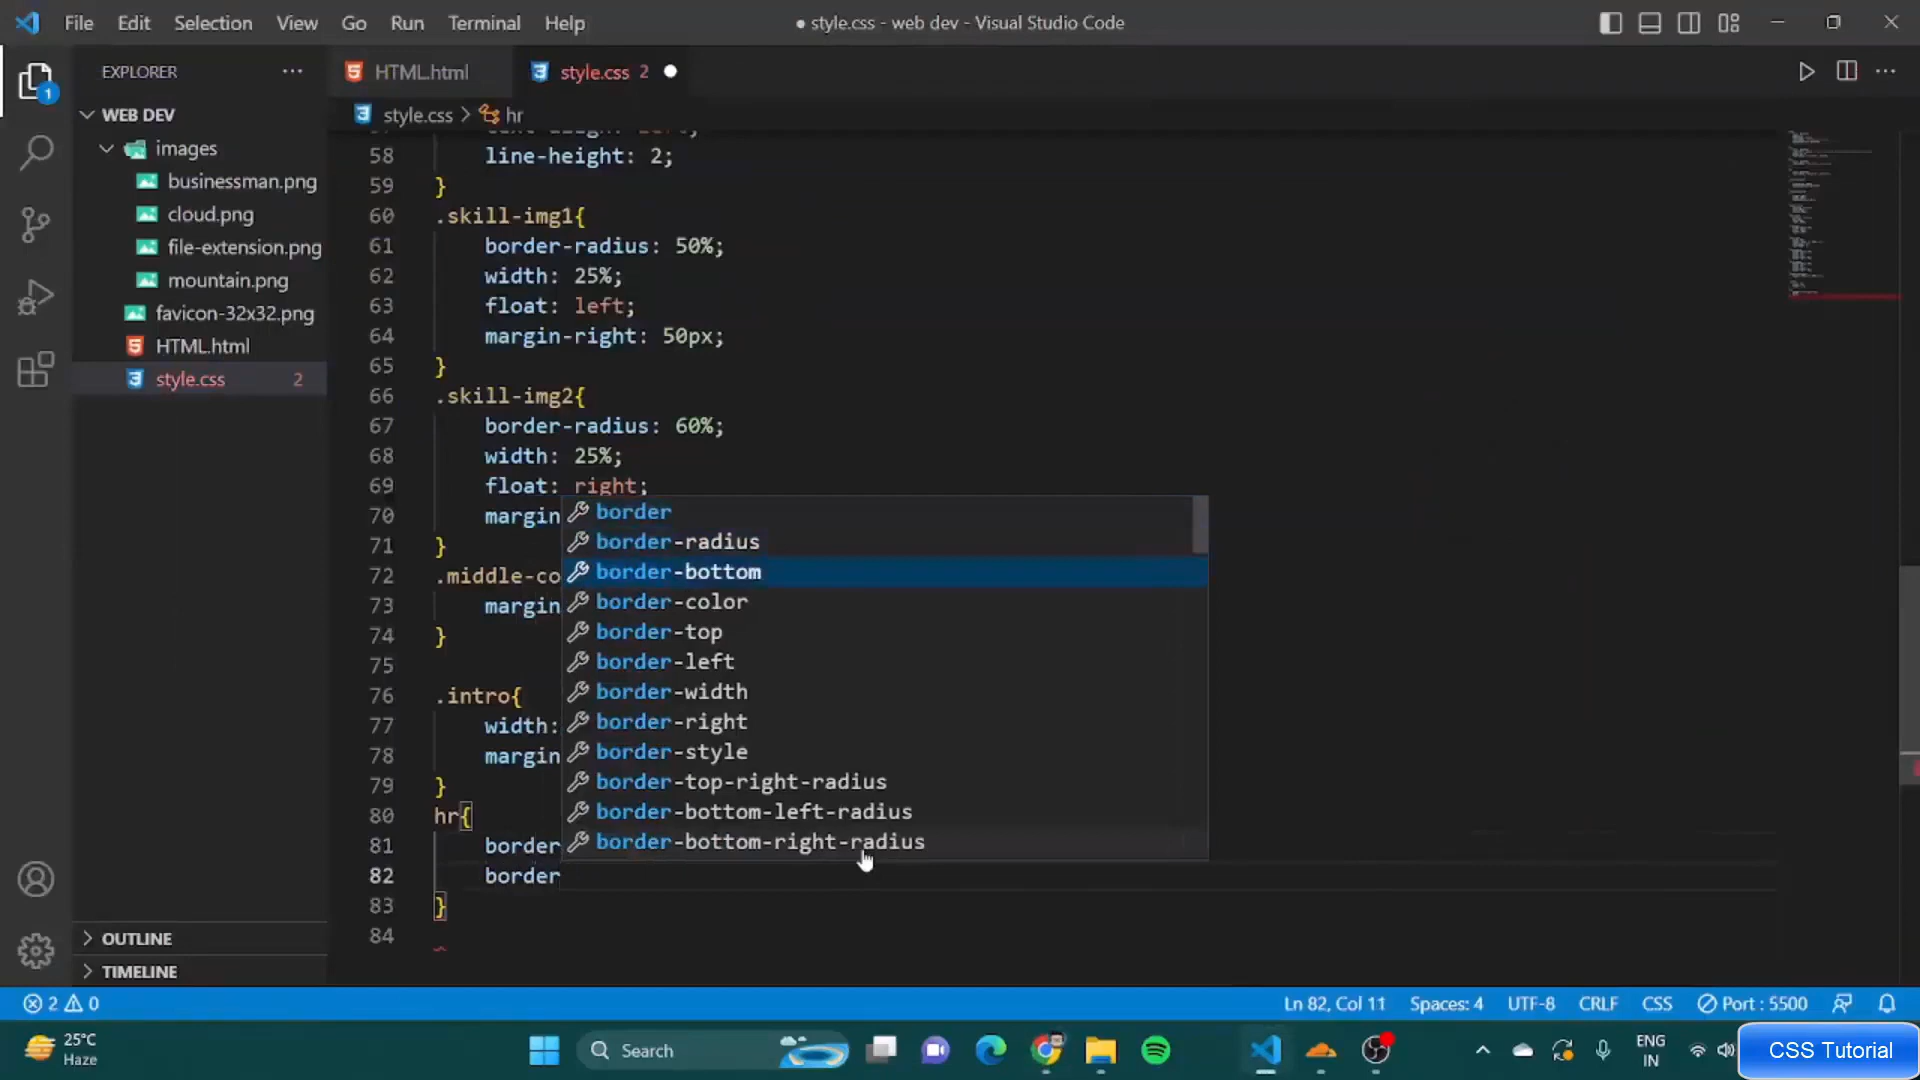 File Edit Selection View Go Run Terminal Help
● style.css - web dev - Visual Studio Code
EXPLORER
HTML.html
style.css 2
WEB DEV
style.css > hr
images
businessman.png
cloud.png
file-extension.png
mountain.png
favicon-32x32.png
HTML.html
style.css 2
58 line-height: 2;
59 }
60 .skill-img1{
61 border-radius: 50%;
62 width: 25%;
63 float: left;
64 margin-right: 50px;
65 }
66 .skill-img2{
67 border-radius: 60%;
68 width: 25%;
69 float: right;
70 margin
71 }
72 .middle-co
73 margin
74 }
75
76 .intro{
77 width:
78 margin
79 }
80 hr{
81 border
82 border
83 }
84
border
border-radius
border-bottom
border-color
border-top
border-left
border-width
border-right
border-style
border-top-right-radius
border-bottom-left-radius
border-bottom-right-radius
OUTLINE
TIMELINE
1
2 0
Ln 82, Col 11 Spaces: 4 UTF-8 CRLF CSS Port : 5500
25°C
Haze
Search
ENG
IN
CSS Tutorial